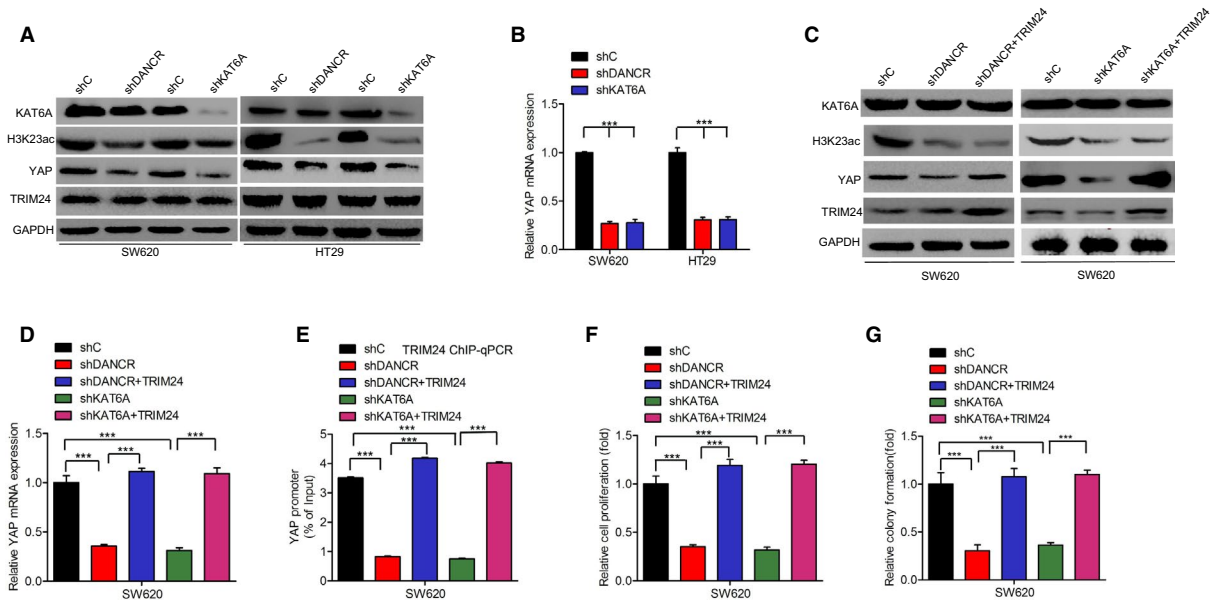 A
shC
shDANCR
shC
shKAT6A
shC
shDANCR
shC
shKAT6A
KAT6A
H3K23ac
YAP
TRIM24
GAPDH
SW620
HT29
B
shC
shDANCR
shKAT6A
Relative YAP mRNA expression
1.5
1.0
0.5
0.0
***
***
SW620
HT29
C
shC
shDANCR
shDANCR+TRIM24
shC
shKAT6A
shKAT6A+TRIM24
KAT6A
H3K23ac
YAP
TRIM24
GAPDH
SW620
SW620
D
shC
shDANCR
shDANCR+TRIM24
shKAT6A
shKAT6A+TRIM24
Relative YAP mRNA expression
1.5
1.0
0.5
0.0
***
***
***
***
SW620
E
shC
TRIM24 ChIP-qPCR
shDANCR
shDANCR+TRIM24
shKAT6A
shKAT6A+TRIM24
YAP promoter
(% of Input)
5
4
3
2
1
0
***
***
***
***
SW620
F
shC
shDANCR
shDANCR+TRIM24
shKAT6A
shKAT6A+TRIM24
Relative cell proliferation (fold)
1.5
1.0
0.5
0.0
***
***
***
***
SW620
G
shC
shDANCR
shDANCR+TRIM24
shKAT6A
shKAT6A+TRIM24
Relative colony formation(fold)
1.5
1.0
0.5
0.0
***
***
***
***
SW620